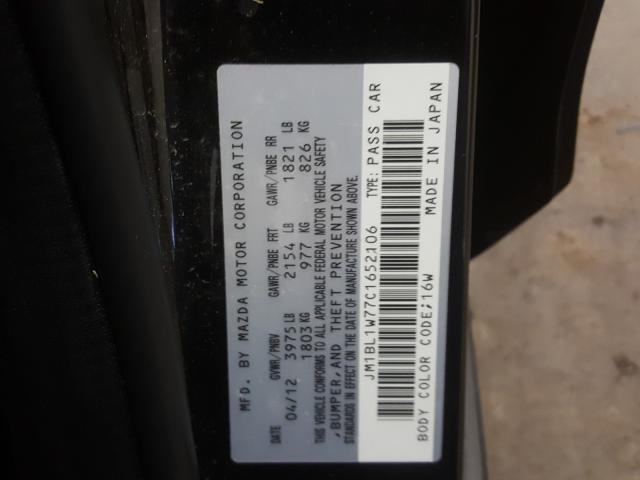 MFD. BY MAZDA MOTOR CORPORATION
DATE GVWR/PNBV GAWR/PNBE FRT GAWR/PNBE RR
04/12 3975 LB 2154 LB 1821 LB
1803 KG 977 KG 826 KG
THIS VEHICLE CONFORMS TO ALL APPLICABLE FEDERAL MOTOR VEHICLE SAFETY
, BUMPER, AND THEFT PREVENTION
STANDARDS IN EFFECT ON THE DATE OF MANUFACTURE SHOWN ABOVE.
JM1BL1W77C1652106 TYPE: PASS CAR
BODY COLOR CODE;16W MADE IN JAPAN